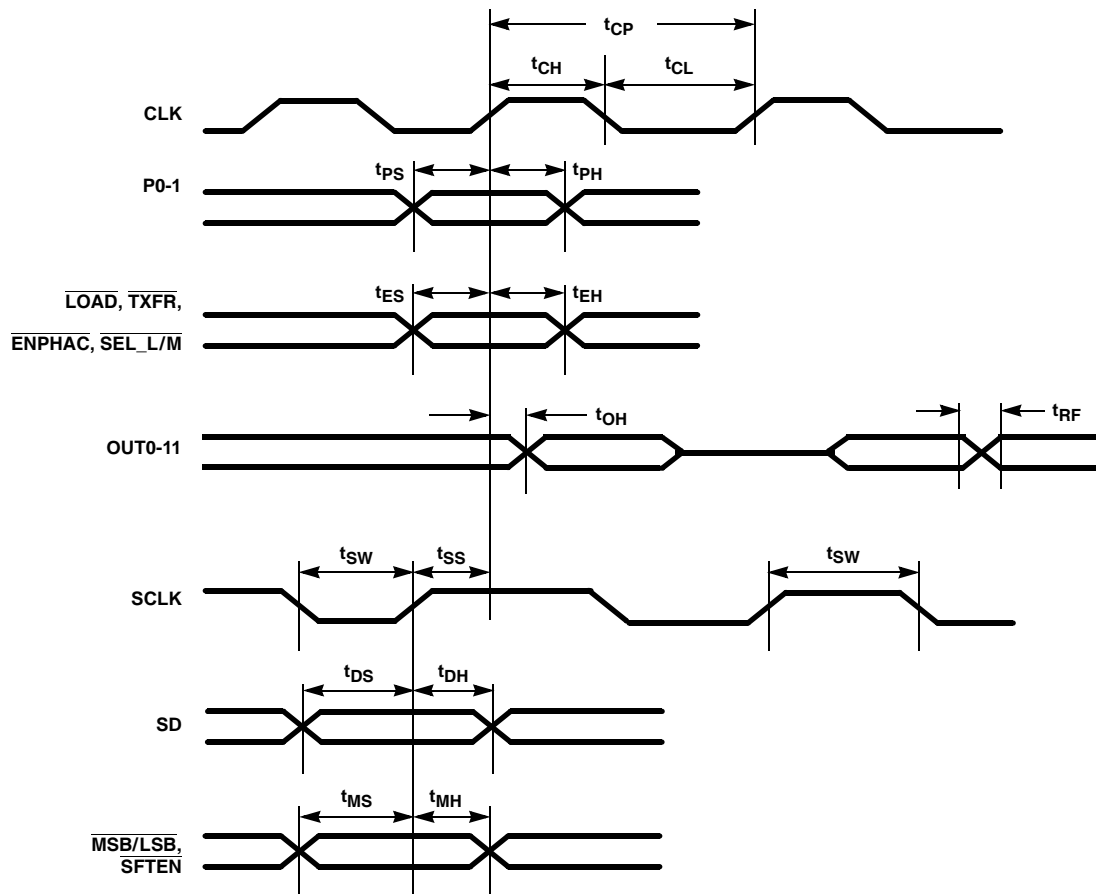 tCP
tCH tCL
CLK
tPS tPH
P0-1
tES tEH
LOAD, TXFR,
ENPHAC, SEL_L/M
tOH tRF
OUT0-11
tSW tSS tSW
SCLK
tDS tDH
SD
tMS tMH
MSB/LSB,
SFTEN